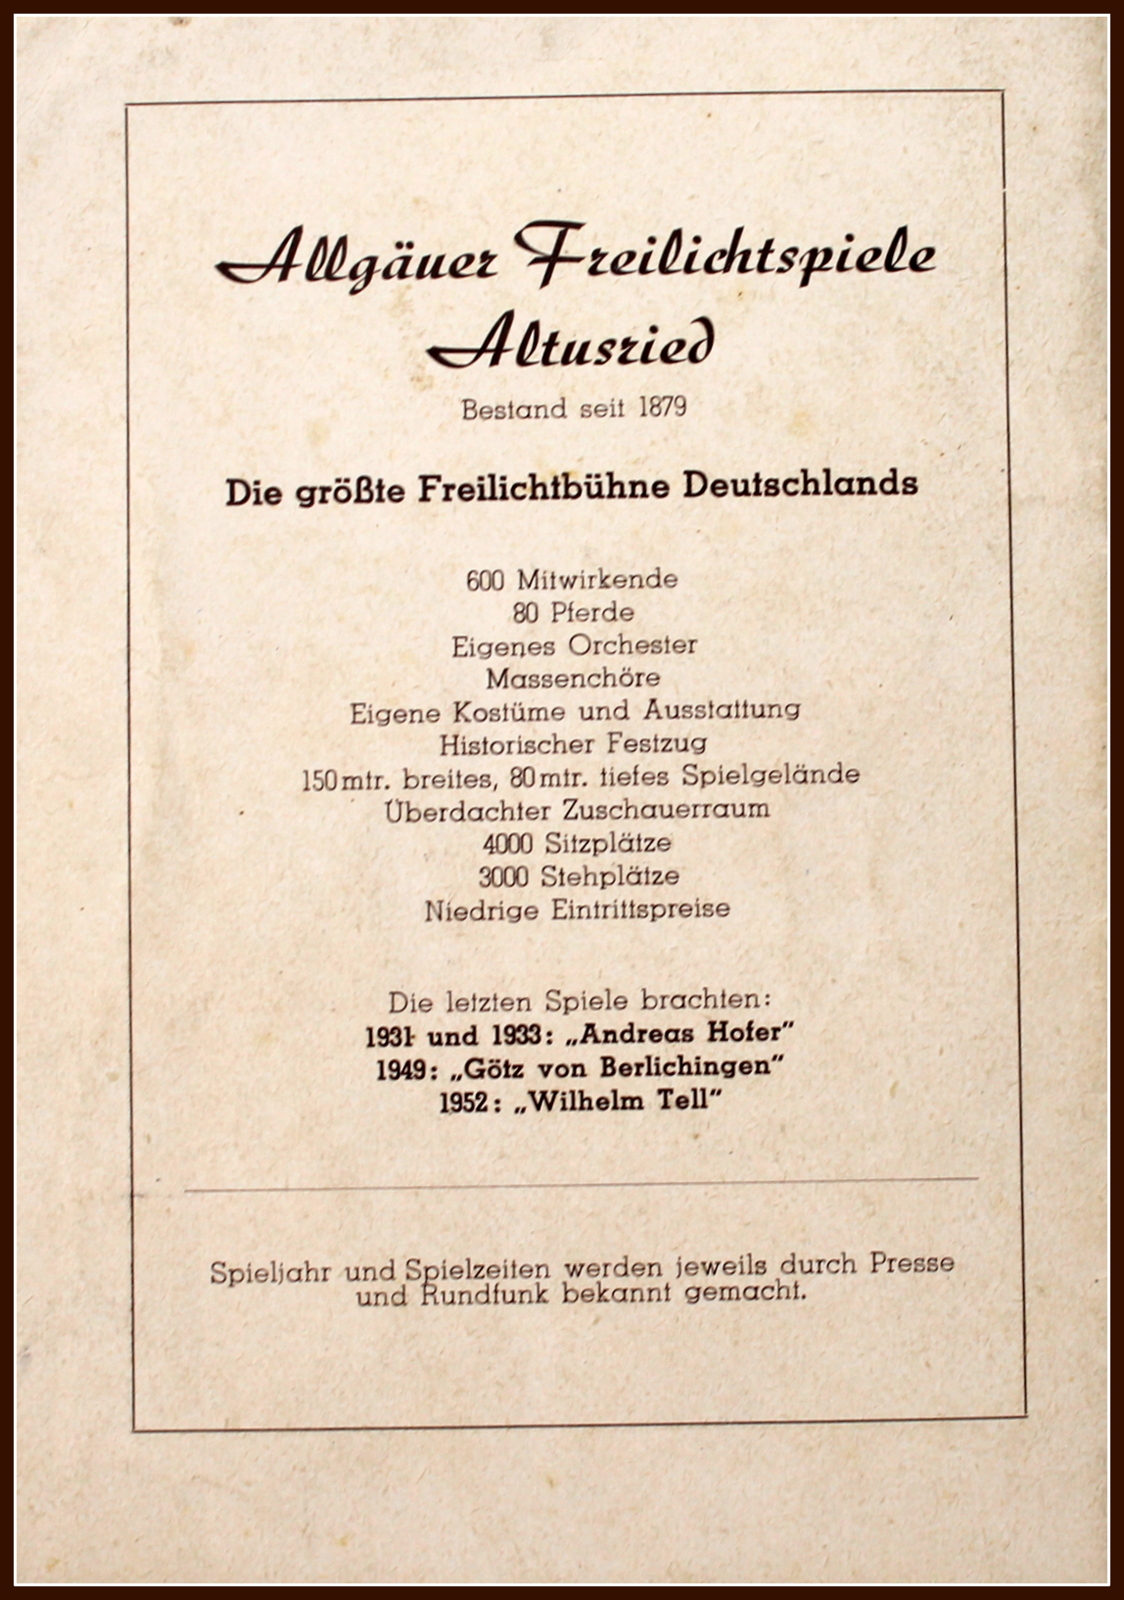 Allgäuer Freilichtspiele
Altusried
Bestand seit 1879
Die größte Freilichtbühne Deutschlands
600 Mitwirkende
80 Pferde
Eigenes Orchester
Massenchöre
Eigene Kostüme und Ausstattung
Historischer Festzug
150 mtr. breites, 80 mtr. tiefes Spielgelände
Überdachter Zuschauerraum
4000 Sitzplätze
3000 Stehplätze
Niedrige Eintrittspreise
Die letzten Spiele brachten:
1931 und 1933: „Andreas Hofer“
1949: „Götz von Berlichingen“
1952: „Wilhelm Tell“
Spieljahr und Spielzeiten werden jeweils durch Presse
und Rundfunk bekannt gemacht.